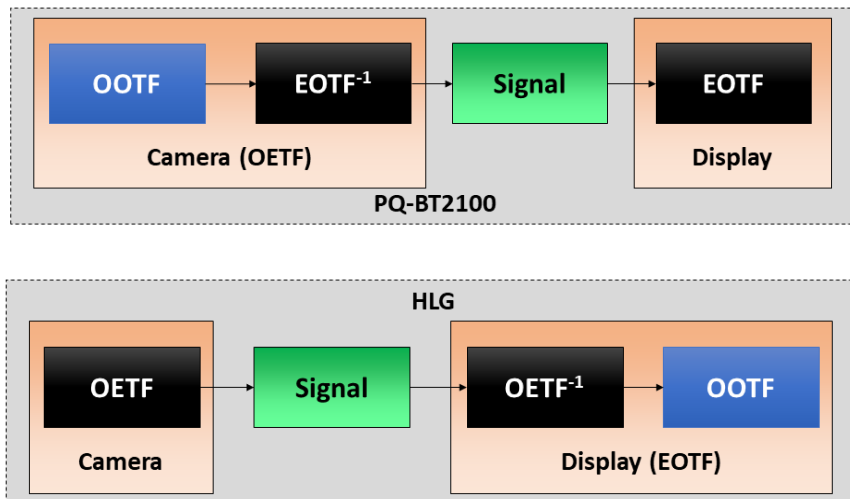 OOTF
EOTF-1
Signal
EOTF
Camera (OETF)
Display
PQ-BT2100
HLG
OETF
Signal
OETF-1
OOTF
Camera
Display (EOTF)